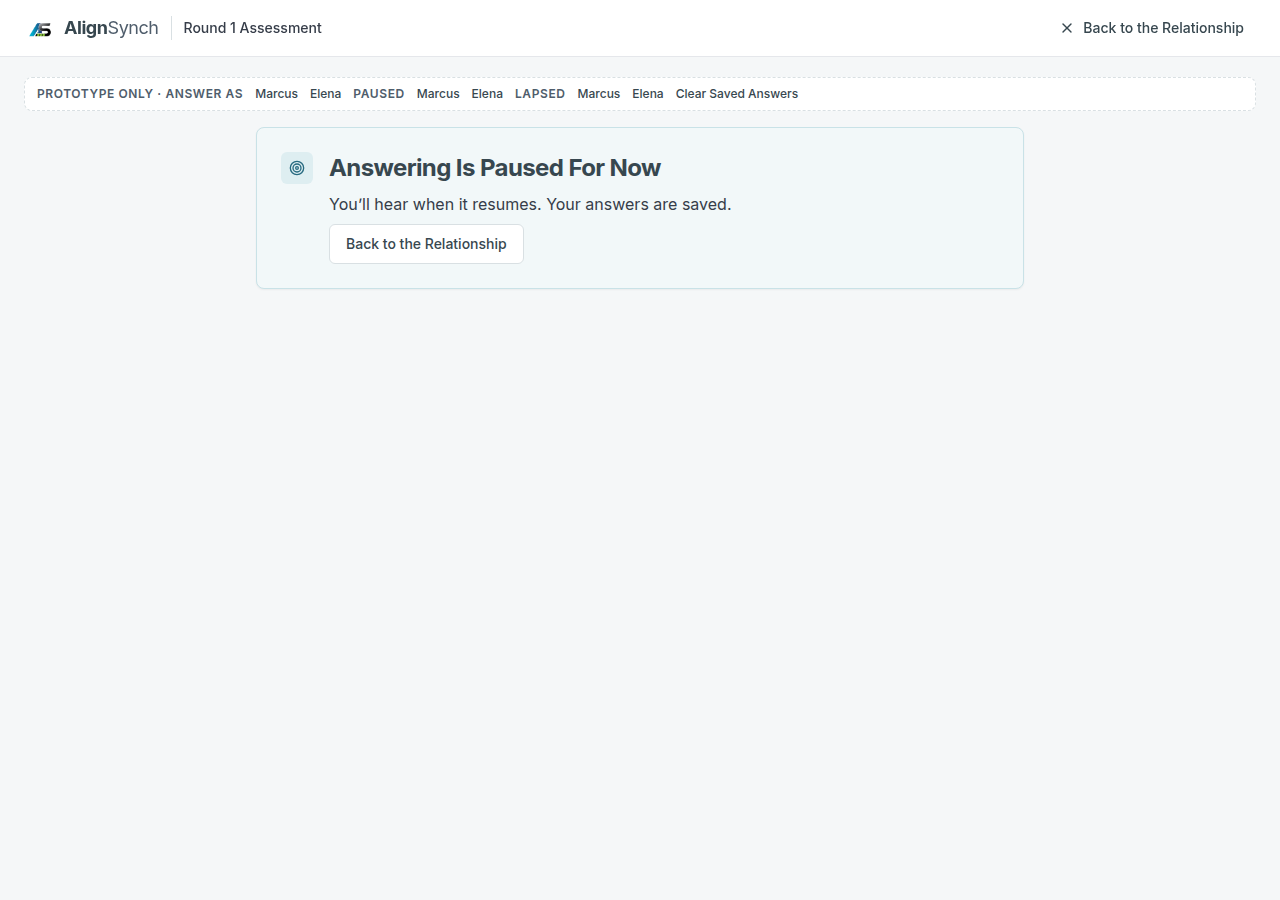 AlignSynch
Round 1 Assessment
Back to the Relationship
PROTOTYPE ONLY · ANSWER AS Marcus Elena PAUSED Marcus Elena LAPSED Marcus Elena Clear Saved Answers
Answering Is Paused For Now
You’ll hear when it resumes. Your answers are saved.
Back to the Relationship